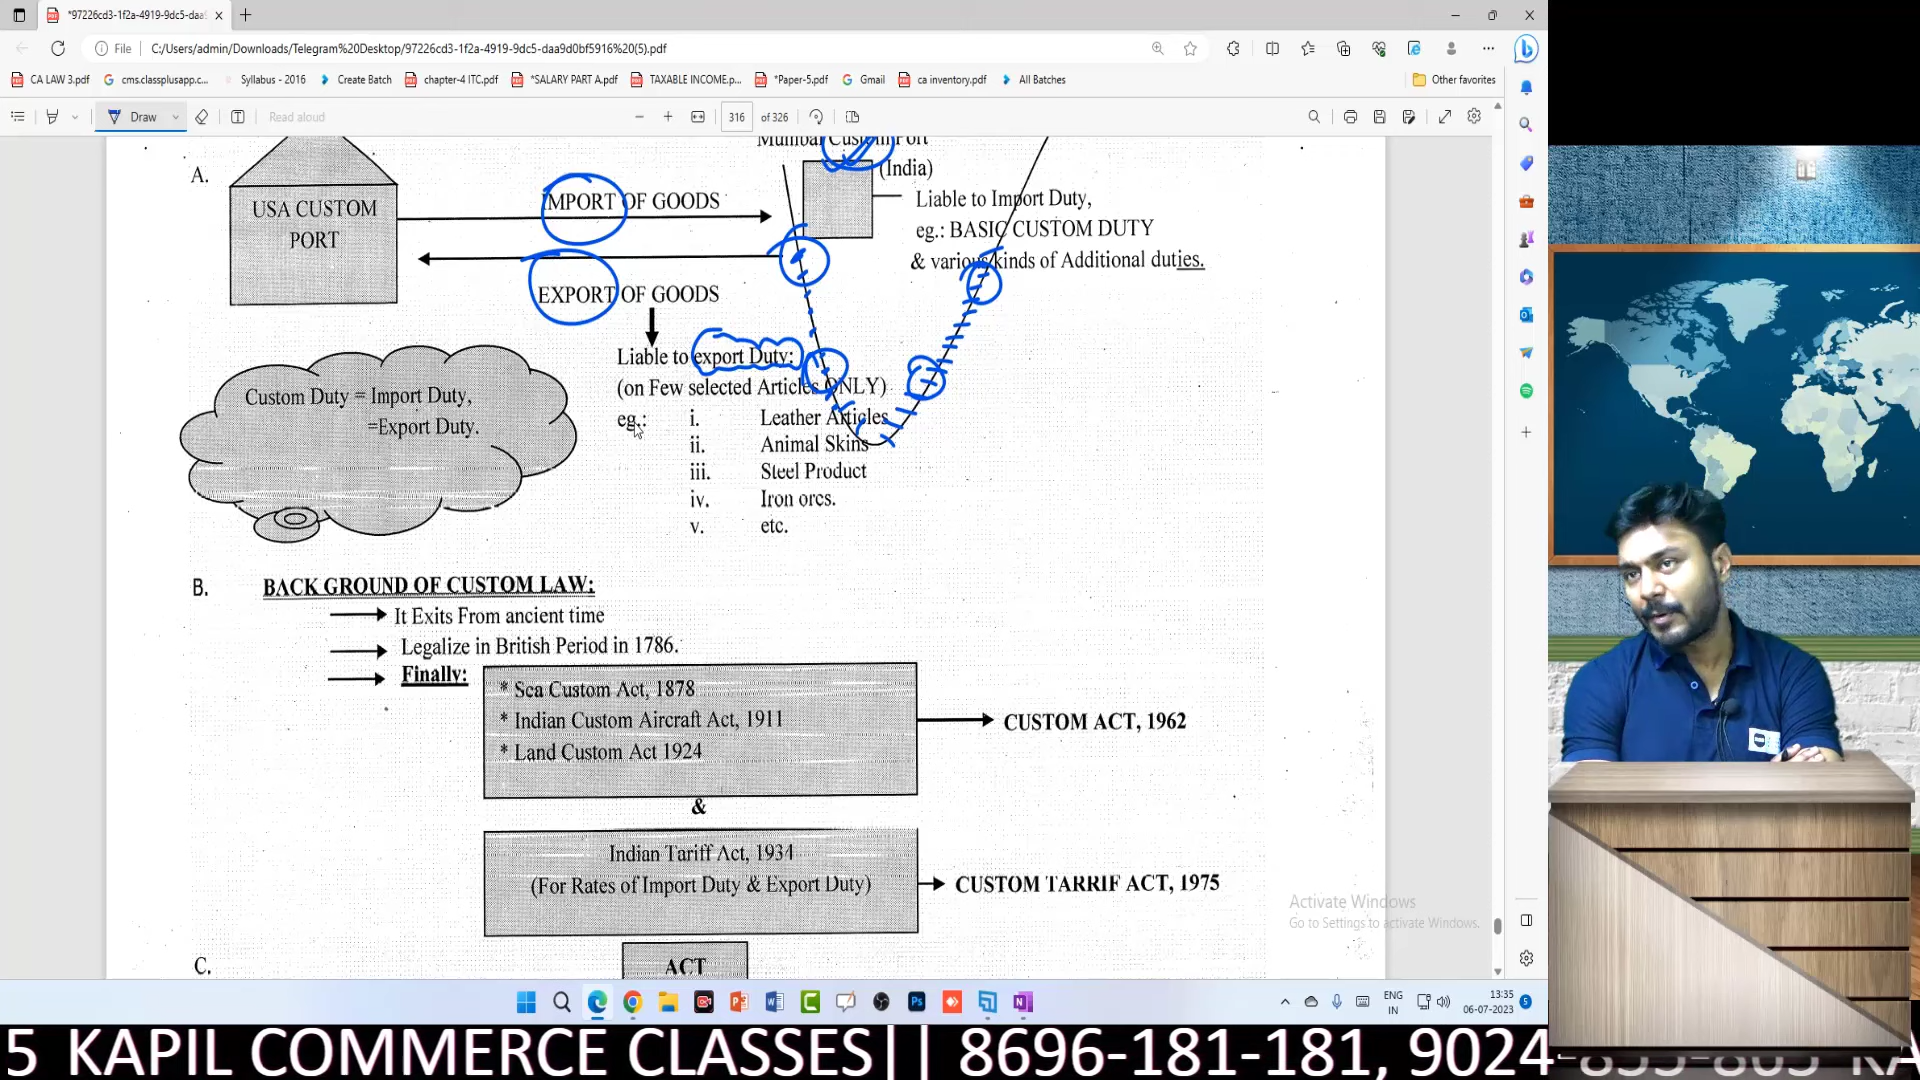 *97226cd3-1f2a-4919-9dc5-daa
File C:/Users/admin/Downloads/Telegram%20Desktop/97226cd3-1f2a-4919-9dc5-daa9d0bf5916%20(5).pdf
CA LAW 3.pdf cms.classplusapp.c... Syllabus - 2016 Create Batch chapter-4 ITC.pdf *SALARY PART A.pdf TAXABLE INCOME.p... *Paper-5.pdf Gmail ca inventory.pdf All Batches Other favorites
Draw Read aloud 316 of 326
Mumbai Custom Port
(India)
A.
USA CUSTOM
PORT
IMPORT OF GOODS
Liable to Import Duty,
eg.: BASIC CUSTOM DUTY
& various kinds of Additional duties.
EXPORT OF GOODS
Liable to export Duty:
(on Few selected Articles ONLY)
eg.: i. Leather Articles
ii. Animal Skins
iii. Steel Product
iv. Iron ores.
v. etc.
Custom Duty = Import Duty,
=Export Duty.
B. BACK GROUND OF CUSTOM LAW:
It Exits From ancient time
Legalize in British Period in 1786.
Finally:
* Sea Custom Act, 1878
* Indian Custom Aircraft Act, 1911
* Land Custom Act 1924
CUSTOM ACT, 1962
&
Indian Tariff Act, 1934
(For Rates of Import Duty & Export Duty)
CUSTOM TARRIF ACT, 1975
C. ACT
Activate Windows
Go to Settings to activate Windows.
ENG
IN
13:35
06-07-2023
5
5 KAPIL COMMERCE CLASSES|| 8696-181-181, 9024-855-805 KA